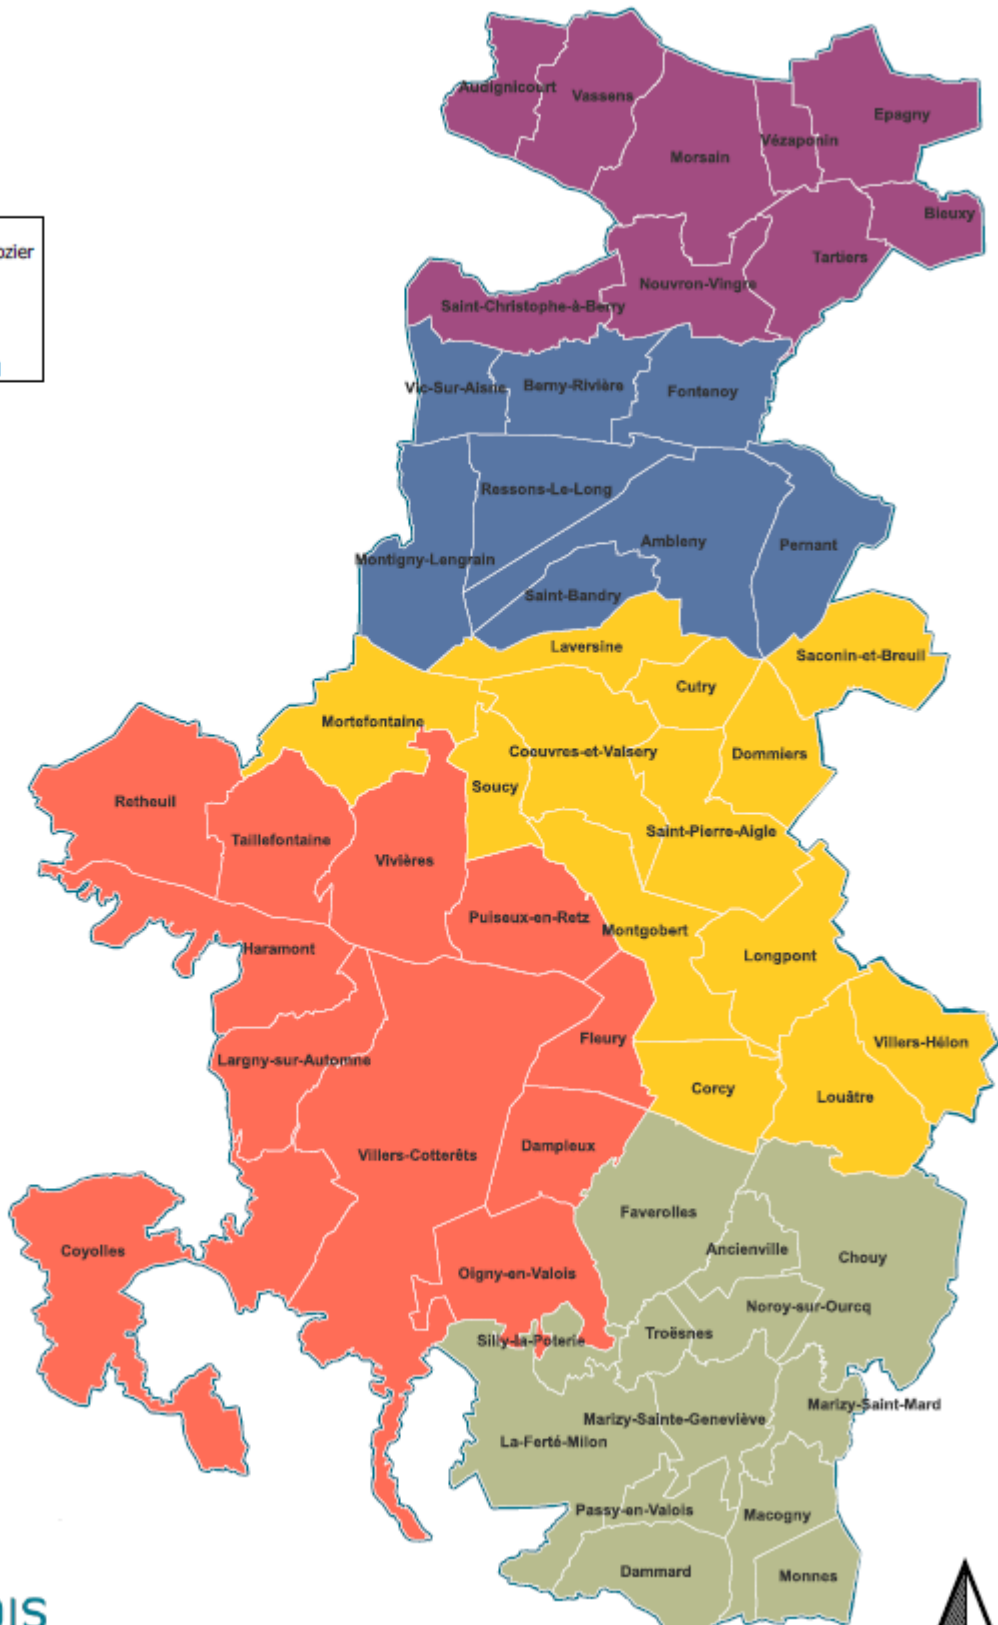 Audignicourt
Vassens
Epagny
Vézaponin
Morsain
Bieuxy
ozier
Tartiers
Nouvron-Vingre
Saint-Christophe-à-Berry
Vic-Sur-Aisne
Berny-Rivière
Fontenoy
Ressons-Le-Long
Ambleny
Pernant
Montigny-Lengrain
Saint-Bandry
Laversine
Saconin-et-Breuil
Cutry
Mortefontaine
Coeuvres-et-Valsery
Dommiers
Soucy
Retheuil
Saint-Pierre-Aigle
Taillefontaine
Vivières
Puiseux-en-Retz
Montgobert
Haramont
Longpont
Fleury
Villers-Hélon
Largny-sur-Automne
Corcy
Louâtre
Dampleux
Villers-Cotterêts
Faverolles
Ancienville
Coyolles
Chouy
Oigny-en-Valois
Noroy-sur-Ourcq
Troësnes
Silly-la-Poterie
Marizy-Saint-Mard
Marizy-Sainte-Geneviève
La-Ferté-Milon
Passy-en-Valois
Macogny
Dammard
Monnes
OIS